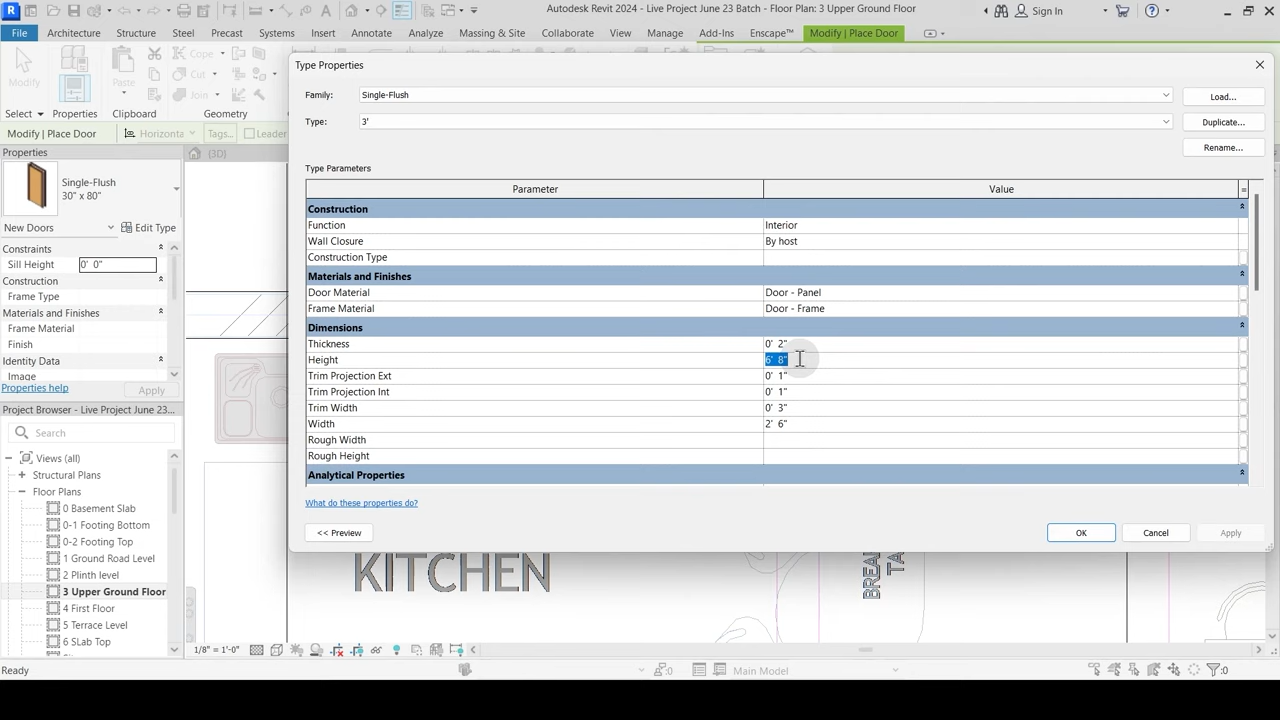 Autodesk Revit 2024 - Live Project June 23 Batch - Floor Plan: 3 Upper Ground Floor
Sign In
File
Architecture
Structure
Steel
Precast
Systems
Insert
Annotate
Analyze
Massing & Site
Collaborate
View
Manage
Add-Ins
Enscape™
Modify | Place Door
Modify
Paste
Cope
Cut
Join
Select
Properties
Clipboard
Geometry
Modify | Place Door
Horizonta
Tags...
Leader
Properties
{3D}
Single-Flush
30" x 80"
New Doors
Edit Type
Constraints
Sill Height
0' 0"
Construction
Frame Type
Materials and Finishes
Frame Material
Finish
Identity Data
Image
Properties help
Apply
Project Browser - Live Project June 23...
Search
Views (all)
Structural Plans
Floor Plans
0 Basement Slab
0-1 Footing Bottom
0-2 Footing Top
1 Ground Road Level
2 Plinth level
3 Upper Ground Floor
4 First Floor
5 Terrace Level
6 SLab Top
Type Properties
Family:
Single-Flush
Load...
Type:
3'
Duplicate...
Rename...
Type Parameters
Parameter
Value
=
Construction
Function
Interior
Wall Closure
By host
Construction Type
Materials and Finishes
Door Material
Door - Panel
Frame Material
Door - Frame
Dimensions
Thickness
0' 2"
Height
6' 8"
Trim Projection Ext
0' 1"
Trim Projection Int
0' 1"
Trim Width
0' 3"
Width
2' 6"
Rough Width
Rough Height
Analytical Properties
What do these properties do?
<< Preview
OK
Cancel
Apply
KITCHEN
1/8" = 1'-0"
Ready
:0
Main Model
:0